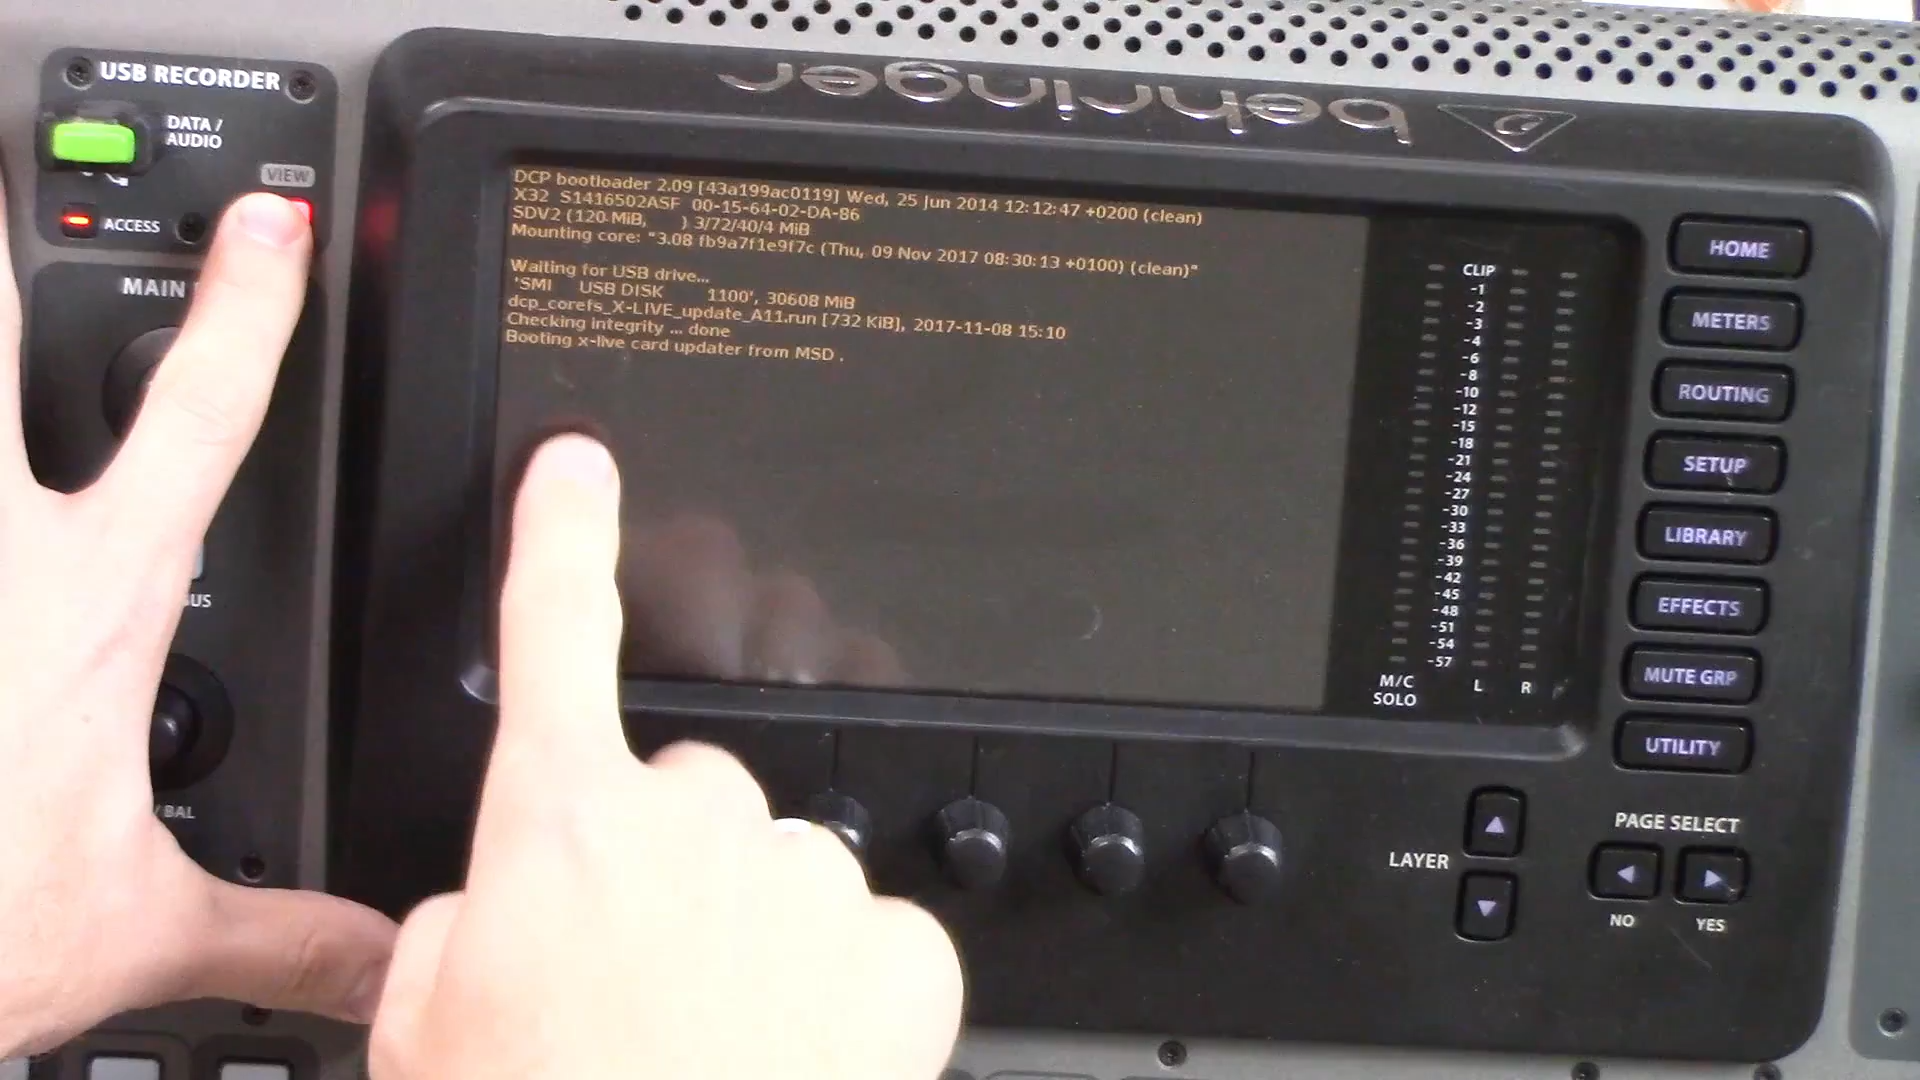 USB RECORDER
DATA /
AUDIO
VIEW
ACCESS
MAIN
BUS
/ BAL
behringer
DCP bootloader 2.09 [43a199ac0119] Wed, 25 Jun 2014 12:12:47 +0200 (clean)
X32 S1416502ASF 00-15-64-02-DA-86
SDV2 (120 MiB, ) 3/72/40/4 MiB
Mounting core: "3.08 fb9a7f1e9f7c (Thu, 09 Nov 2017 08:30:13 +0100) (clean)"
Waiting for USB drive...
'SMI USB DISK 1100', 30608 MiB
dcp_corefs_X-LIVE_update_A11.run [732 KiB], 2017-11-08 15:10
Checking integrity ... done
Booting x-live card updater from MSD .
CLIP
-1
-2
-3
-4
-6
-8
-10
-12
-15
-18
-21
-24
-27
-30
-33
-36
-39
-42
-45
-48
-51
-54
-57
M/C
SOLO
L R
HOME
METERS
ROUTING
SETUP
LIBRARY
EFFECTS
MUTE GRP
UTILITY
LAYER
PAGE SELECT
NO YES